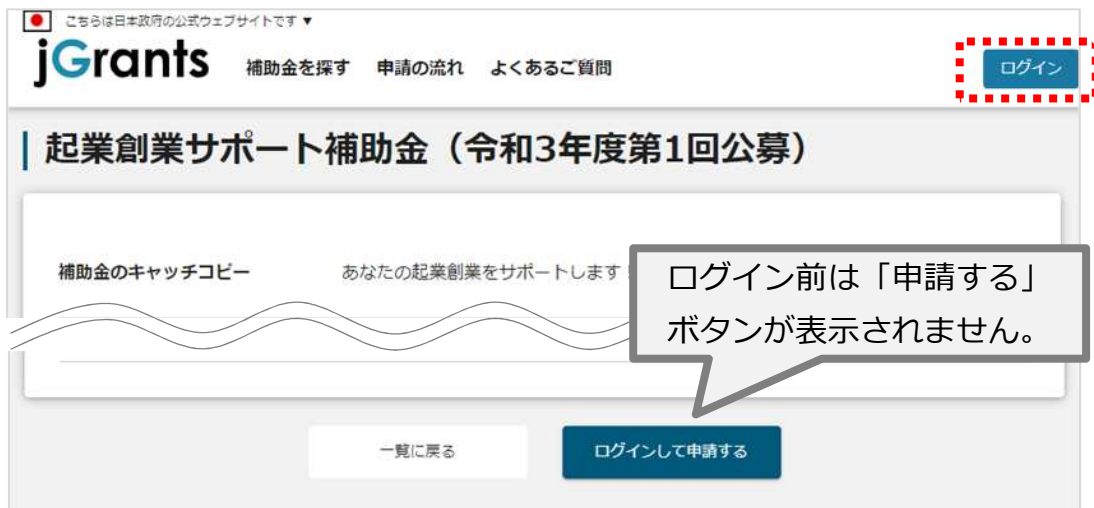 こちらは日本政府の公式ウェブサイトです ▼
jGrants 補助金を探す 申請の流れ よくあるご質問 ログイン
起業創業サポート補助金（令和3年度第1回公募）
補助金のキャッチコピー あなたの起業創業をサポートします！
ログイン前は「申請する」
ボタンが表示されません。
一覧に戻る ログインして申請する